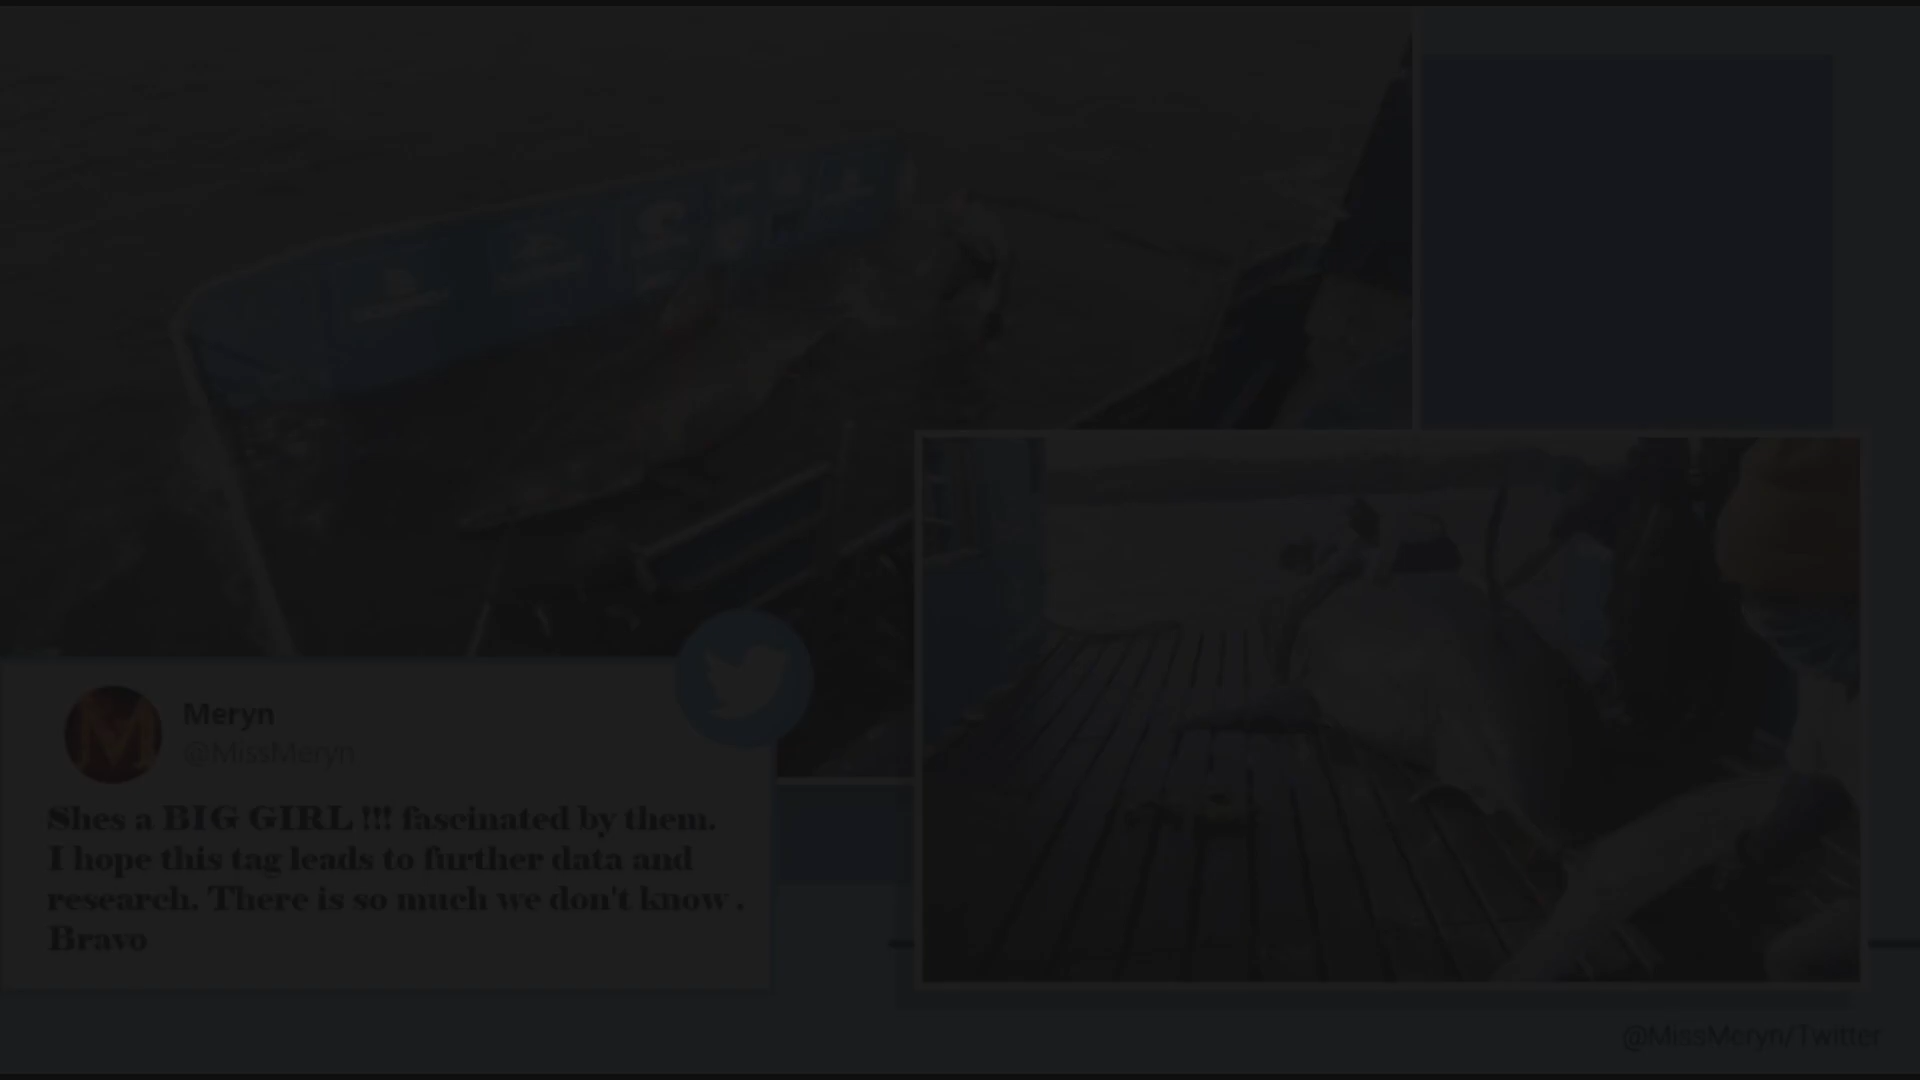 Meryn
@MissMeryn
Shes a BIG GIRL !!! fascinated by them.
I hope this tag leads to further data and
research. There is so much we don't know .
Bravo
@MissMeryn/Twitter